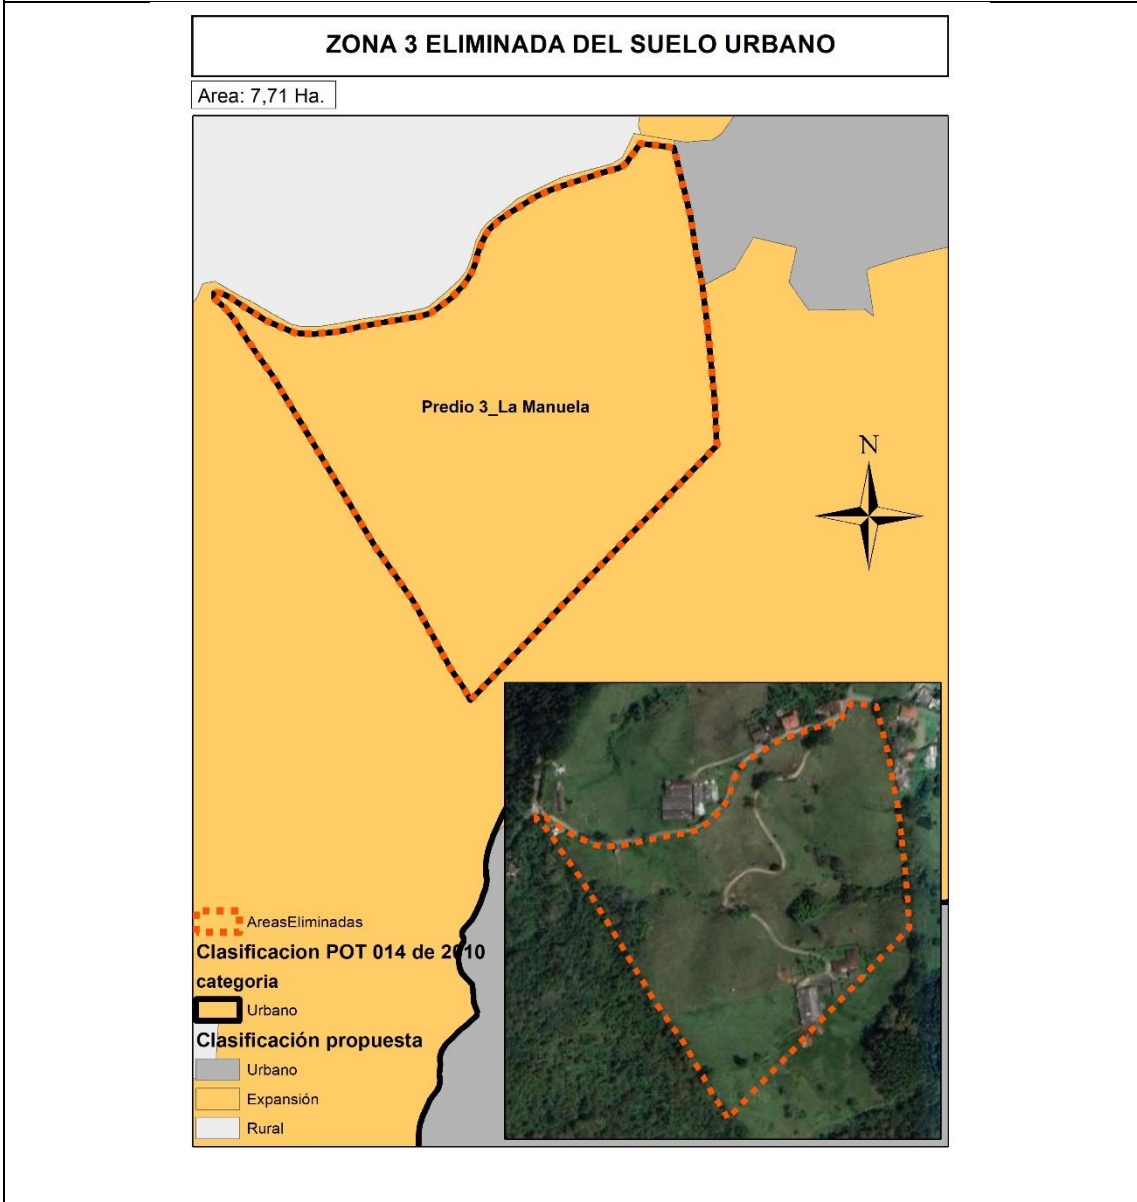 ZONA 3 ELIMINADA DEL SUELO URBANO
Area: 7,71 Ha.
Predio 3_La Manuela
N
AreasEliminadas
Clasificacion POT 014 de 2010
categoria
Urbano
Clasificación propuesta
Urbano
Expansión
Rural